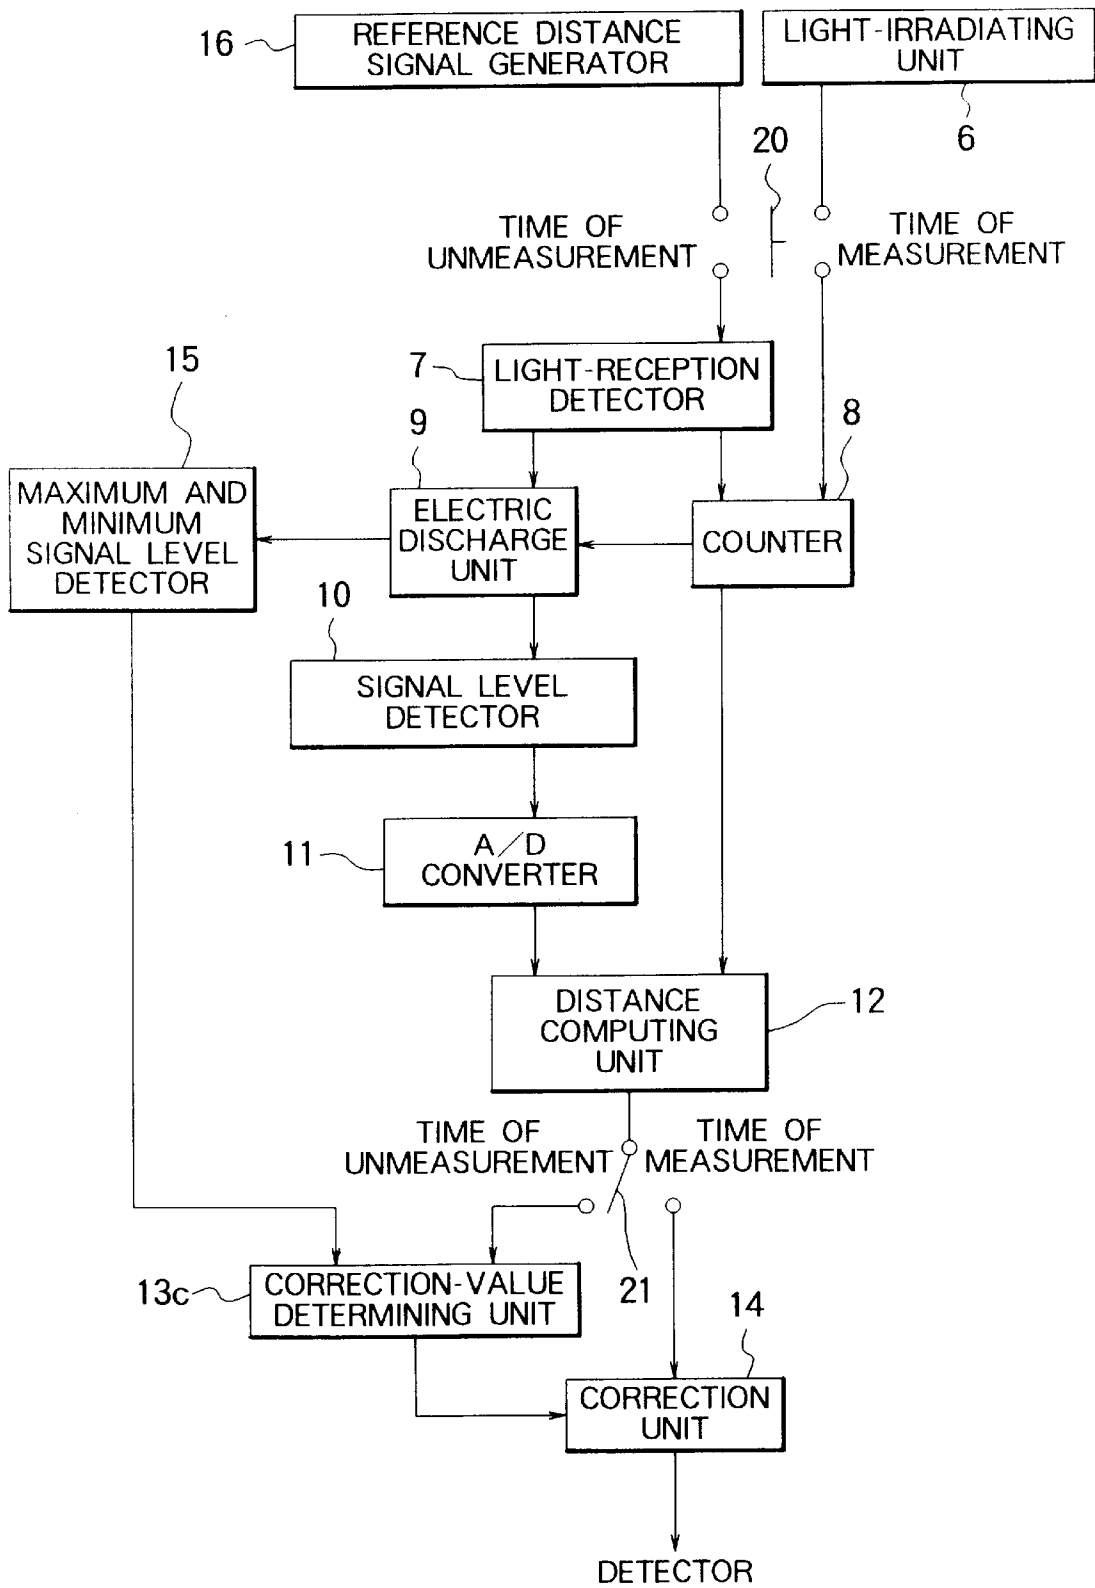 16
REFERENCE DISTANCE
SIGNAL GENERATOR
LIGHT-IRRADIATING
UNIT
6
20
TIME OF
UNMEASUREMENT
TIME OF
MEASUREMENT
7
LIGHT-RECEPTION
DETECTOR
15
9
8
MAXIMUM AND
MINIMUM
SIGNAL LEVEL
DETECTOR
ELECTRIC
DISCHARGE
UNIT
COUNTER
10
SIGNAL LEVEL
DETECTOR
11
A/D
CONVERTER
DISTANCE
COMPUTING
UNIT
12
TIME OF
UNMEASUREMENT
TIME OF
MEASUREMENT
21
13c
CORRECTION-VALUE
DETERMINING UNIT
14
CORRECTION
UNIT
DETECTOR